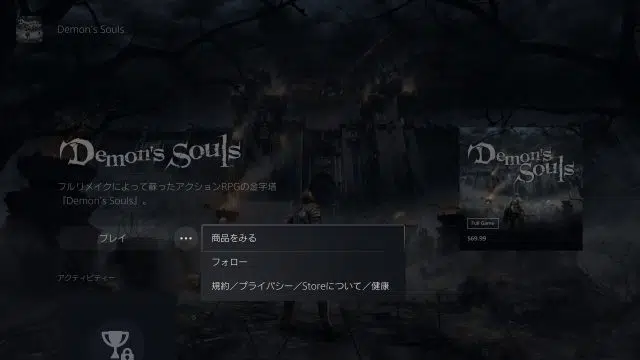 Demon's Souls
Demon's Souls
Demon's Souls
フルリメイクによって蘇ったアクションRPGの金字塔
『Demon's Souls』。
Full Game
$69.99
プレイ
•••
商品をみる
フォロー
規約／プライバシー／Storeについて／健康
アクティビティー